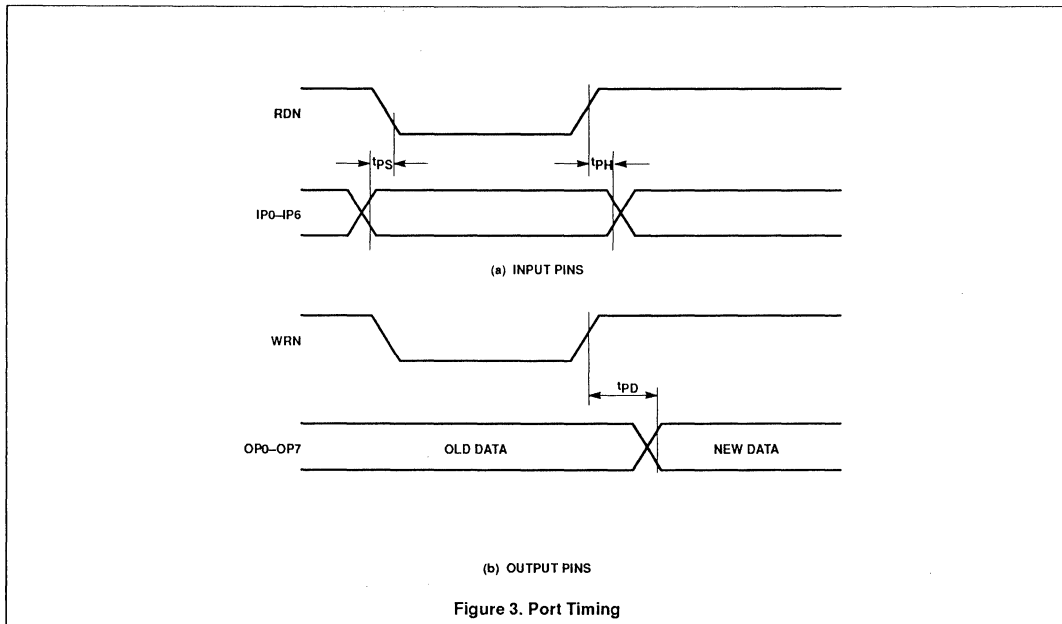 RDN
tPS
tPH
IP0–IP6
(a) INPUT PINS
WRN
tPD
OP0–OP7
OLD DATA
NEW DATA
(b) OUTPUT PINS
Figure 3. Port Timing